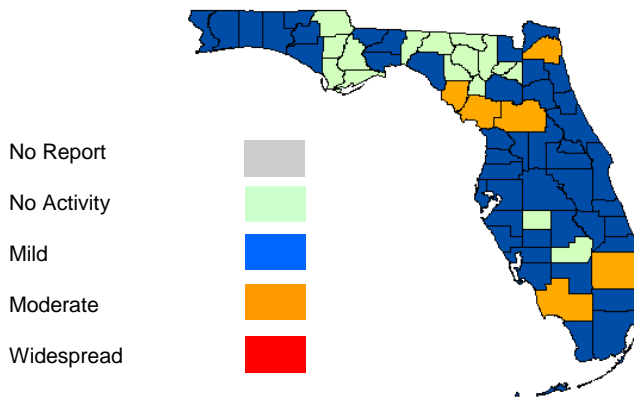 No Report
No Activity
Mild
Moderate
Widespread